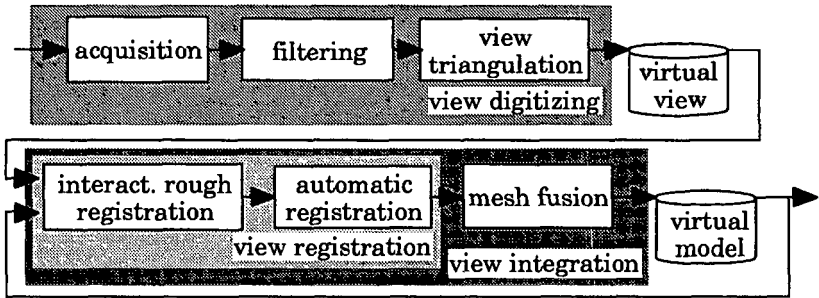 acquisition
filtering
view
triangulation
view digitizing
virtual
view
interact. rough
registration
automatic
registration
view registration
mesh fusion
view integration
virtual
model